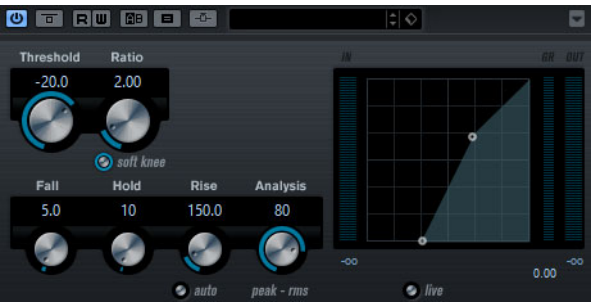 R W AB
Threshold Ratio IN GR OUT
-20.0 2.00
soft knee
Fall Hold Rise Analysis
5.0 10 150.0 80
-oo -oo
0.00
auto peak - rms live